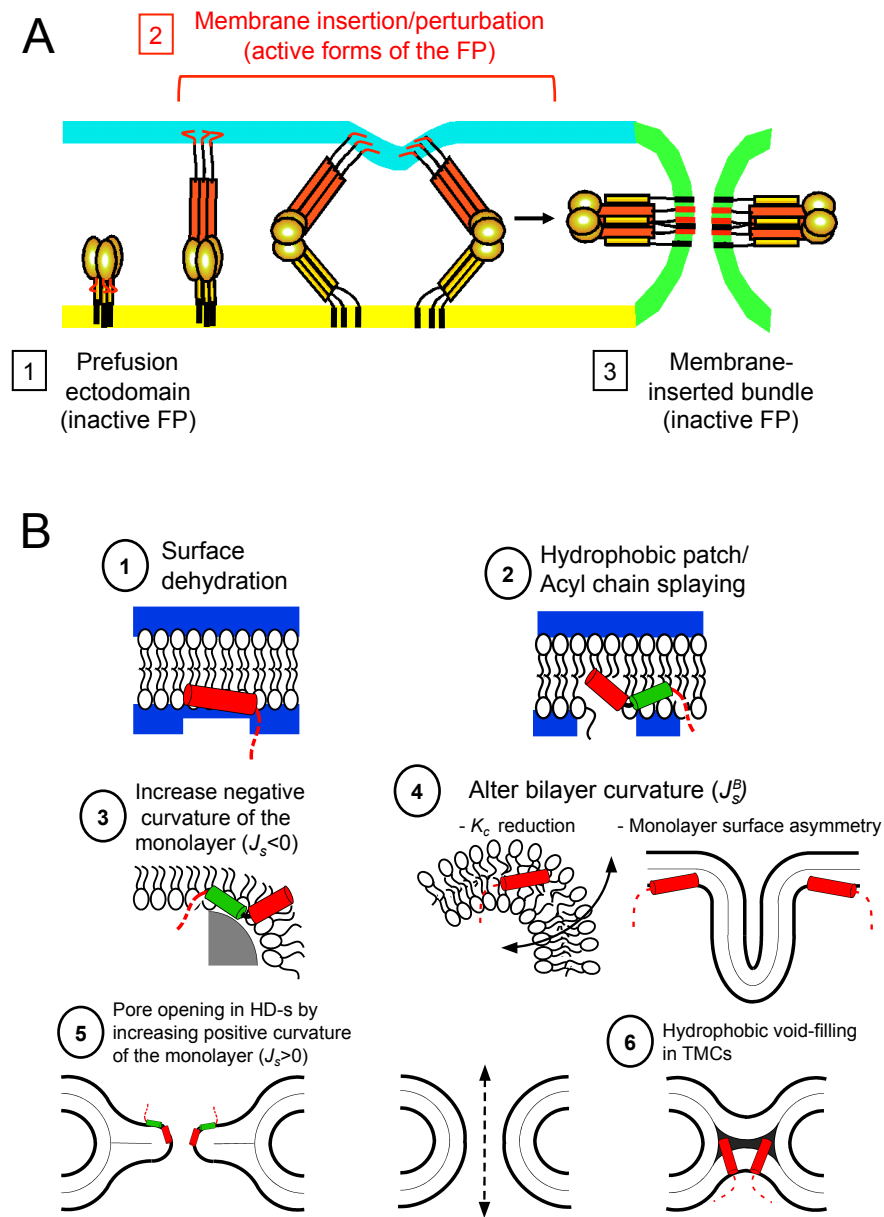 A
2
Membrane insertion/perturbation
(active forms of the FP)
1
Prefusion
ectodomain
(inactive FP)
3
Membrane-
inserted bundle
(inactive FP)
B
1
Surface
dehydration
2
Hydrophobic patch/
Acyl chain splaying
3
Increase negative
curvature of the
monolayer (Js<0)
4
Alter bilayer curvature (JsB)
- Kc reduction
- Monolayer surface asymmetry
5
Pore opening in HD-s by
increasing positive curvature
of the monolayer (Js>0)
6
Hydrophobic void-filling
in TMCs